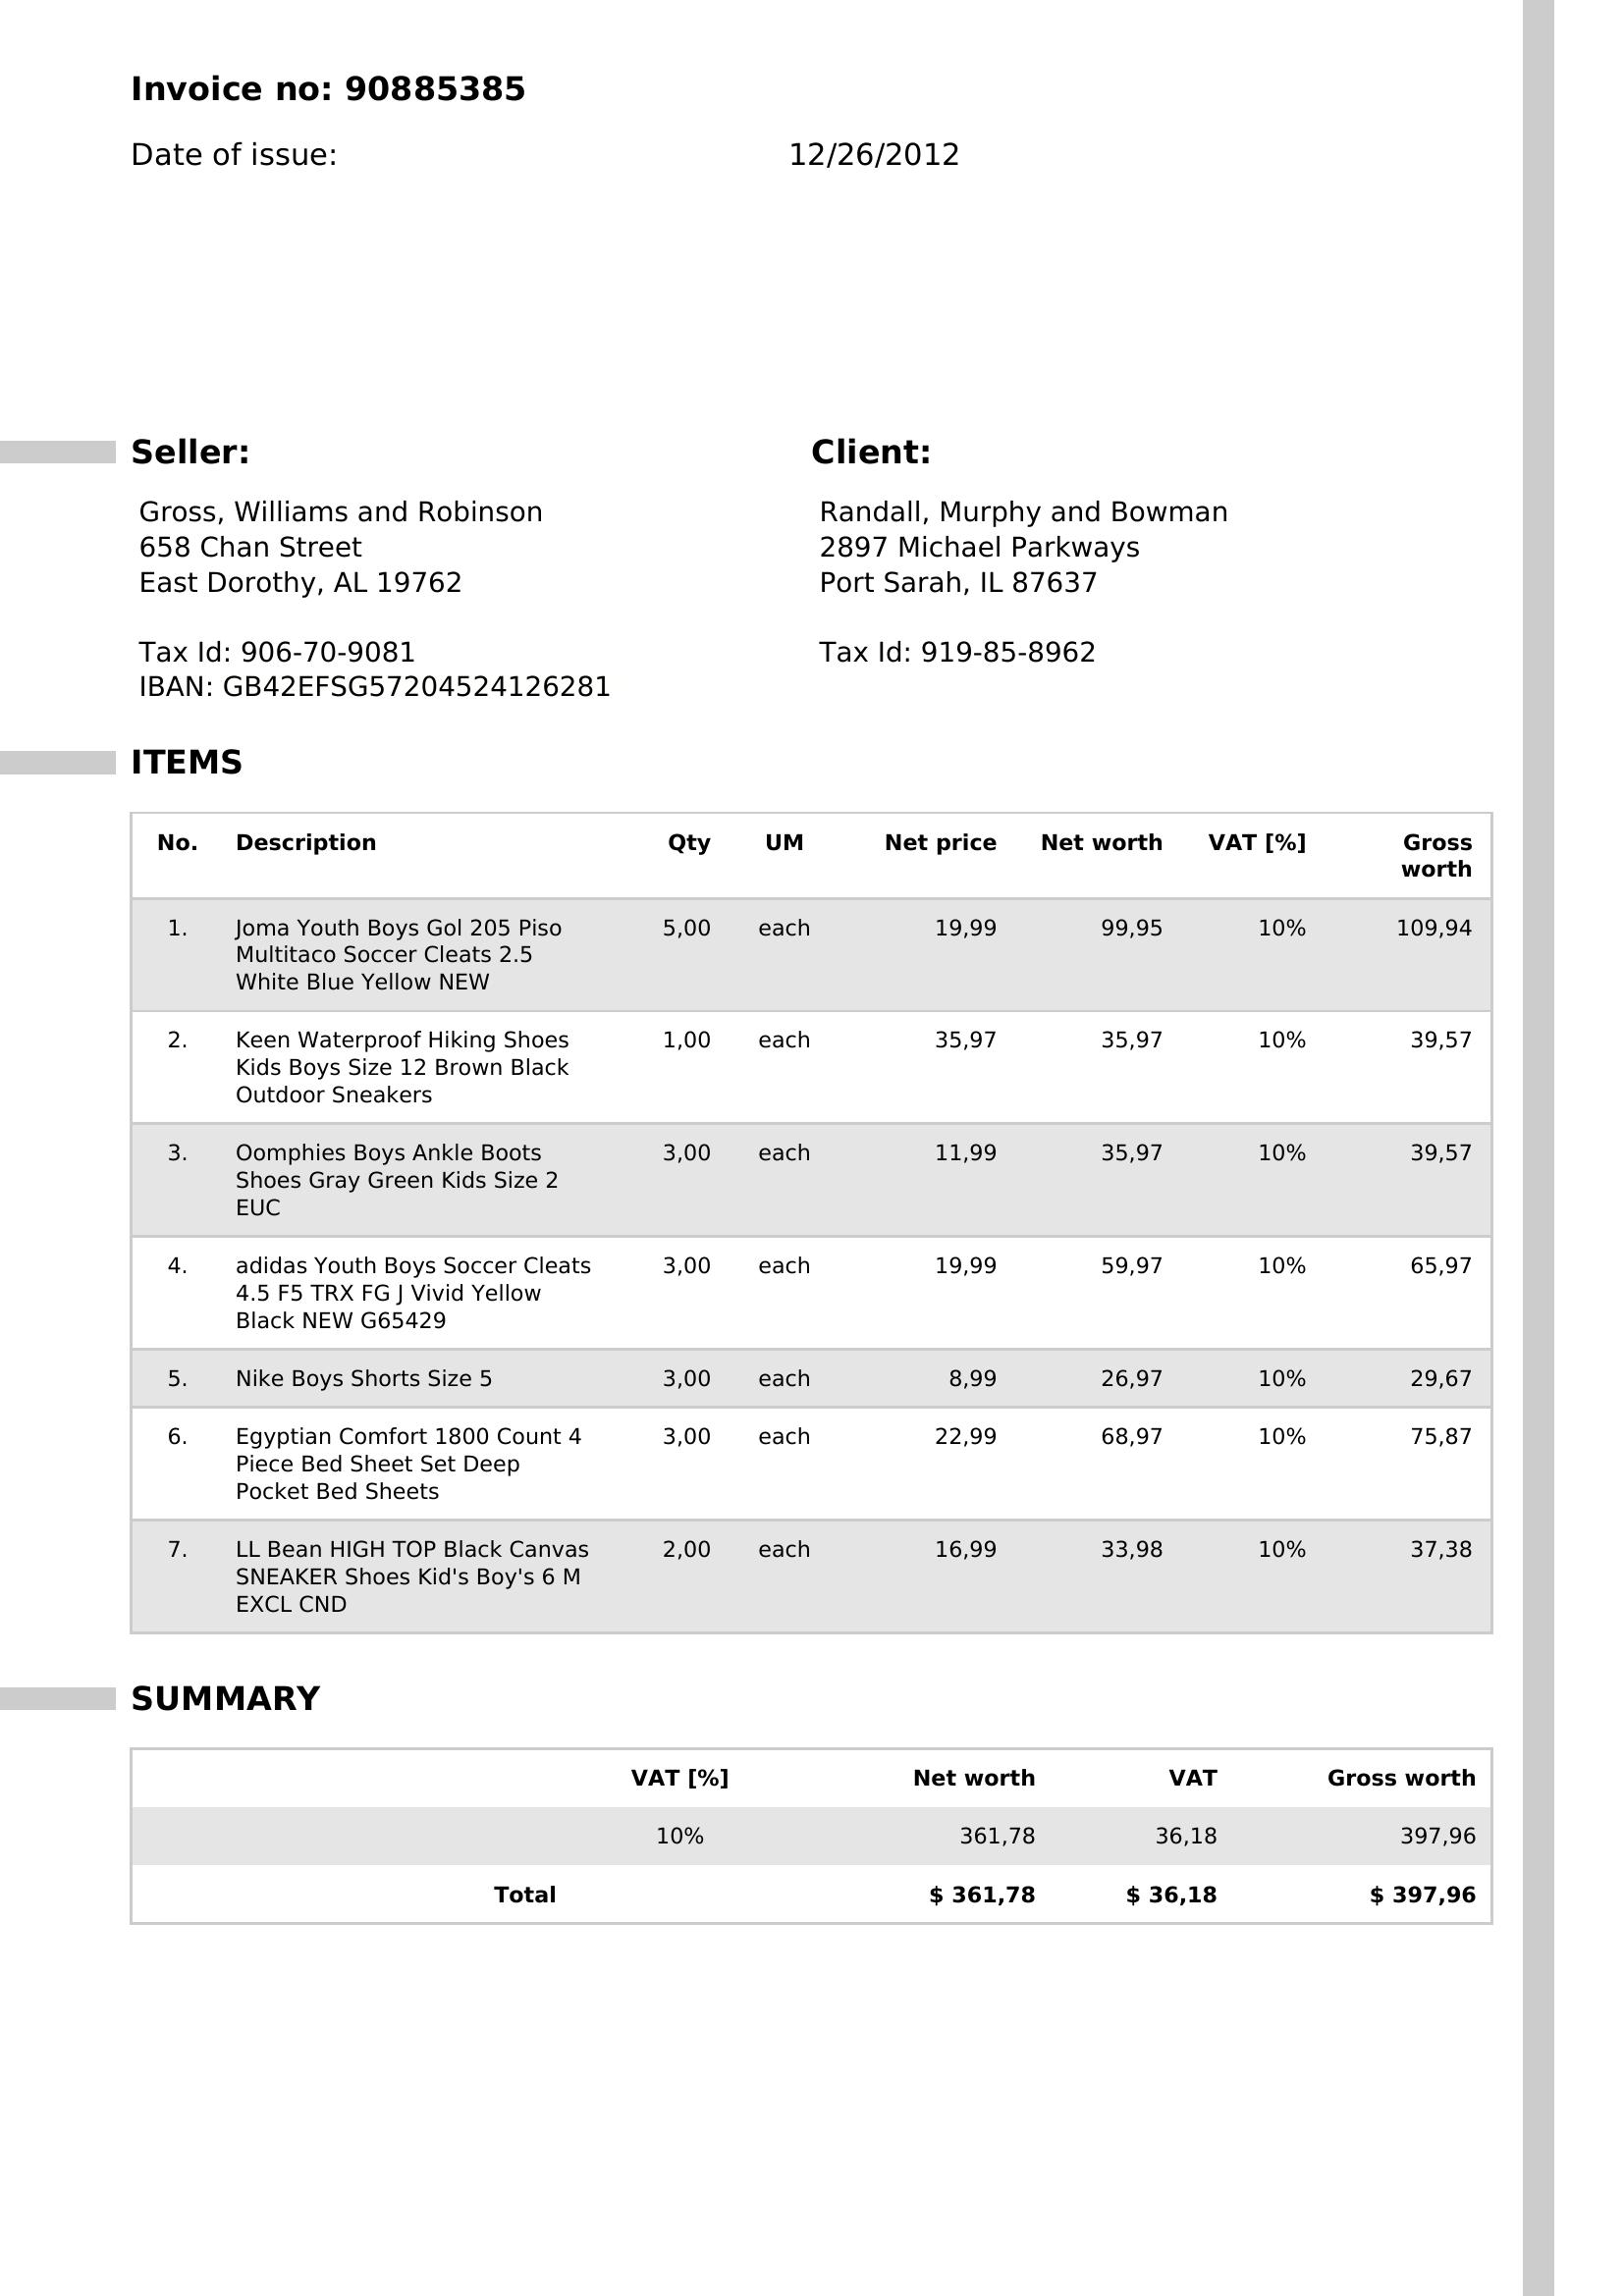 Invoice no: 90885385
Date of issue: 12/26/2012
Seller:
Gross, Williams and Robinson
658 Chan Street
East Dorothy, AL 19762
Tax Id: 906-70-9081
IBAN: GB42EFSG57204524126281
Client:
Randall, Murphy and Bowman
2897 Michael Parkways
Port Sarah, IL 87637
Tax Id: 919-85-8962
ITEMS
No. Description Qty UM Net price Net worth VAT [%] Gross
worth
1. Joma Youth Boys Gol 205 Piso 5,00 each 19,99 99,95 10% 109,94
Multitaco Soccer Cleats 2.5
White Blue Yellow NEW
2. Keen Waterproof Hiking Shoes 1,00 each 35,97 35,97 10% 39,57
Kids Boys Size 12 Brown Black
Outdoor Sneakers
3. Oomphies Boys Ankle Boots 3,00 each 11,99 35,97 10% 39,57
Shoes Gray Green Kids Size 2
EUC
4. adidas Youth Boys Soccer Cleats 3,00 each 19,99 59,97 10% 65,97
4.5 F5 TRX FG J Vivid Yellow
Black NEW G65429
5. Nike Boys Shorts Size 5 3,00 each 8,99 26,97 10% 29,67
6. Egyptian Comfort 1800 Count 4 3,00 each 22,99 68,97 10% 75,87
Piece Bed Sheet Set Deep
Pocket Bed Sheets
7. LL Bean HIGH TOP Black Canvas 2,00 each 16,99 33,98 10% 37,38
SNEAKER Shoes Kid's Boy's 6 M
EXCL CND
SUMMARY
VAT [%] Net worth VAT Gross worth
10% 361,78 36,18 397,96
Total $ 361,78 $ 36,18 $ 397,96